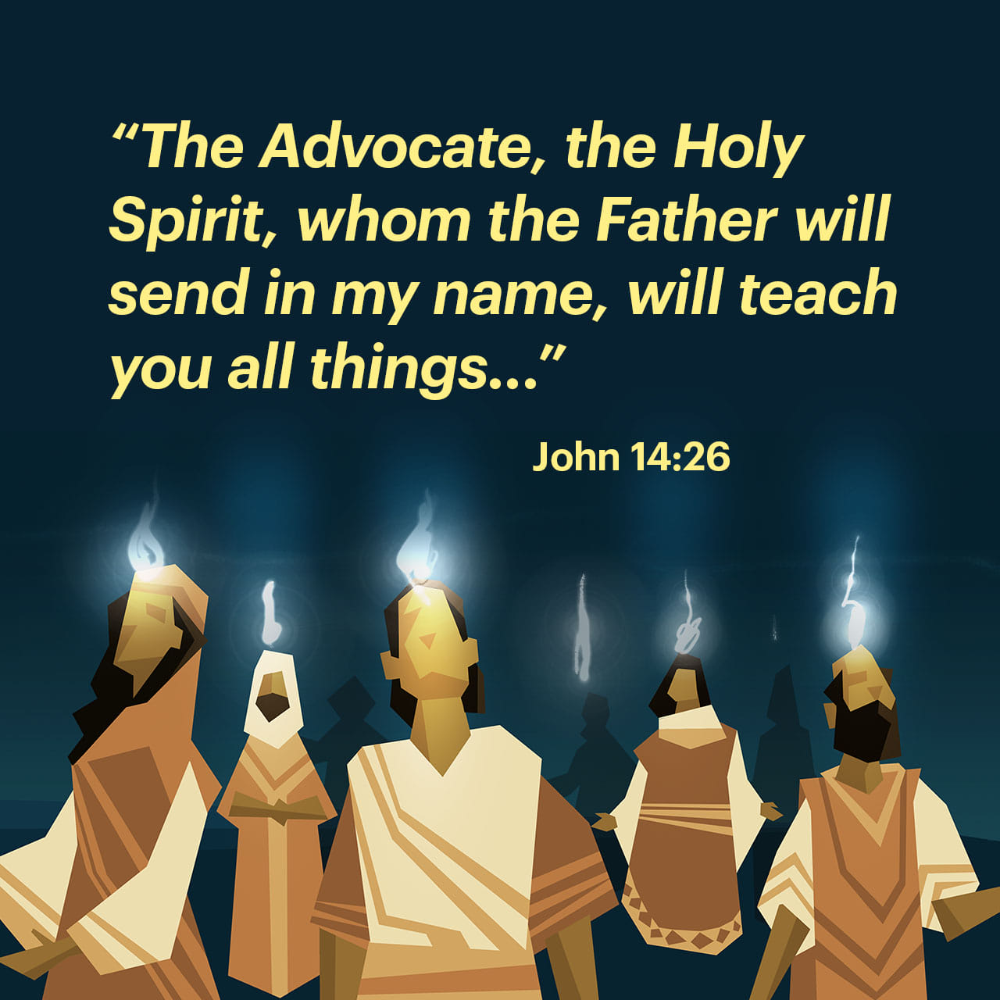 “The Advocate, the Holy
Spirit, whom the Father will
send in my name, will teach
you all things...”
John 14:26